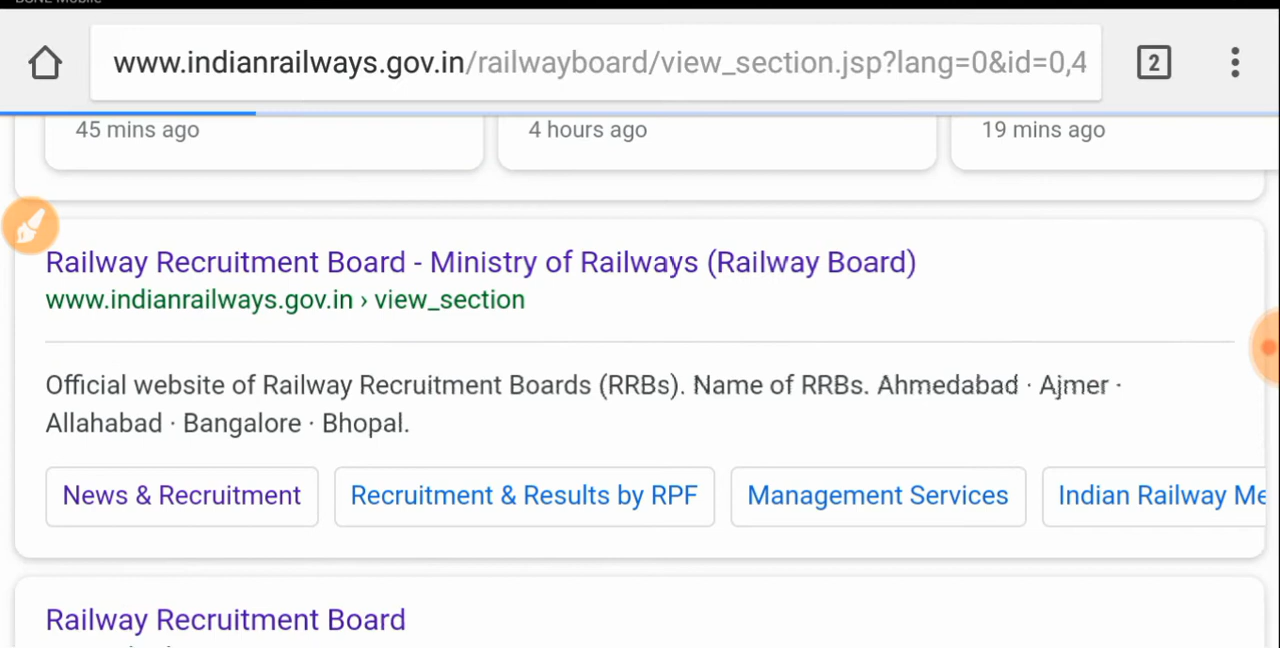 www.indianrailways.gov.in/railwayboard/view_section.jsp?lang=0&id=0,4
2
45 mins ago
4 hours ago
19 mins ago
Railway Recruitment Board - Ministry of Railways (Railway Board)
www.indianrailways.gov.in › view_section
Official website of Railway Recruitment Boards (RRBs). Name of RRBs. Ahmedabad · Ajmer ·
Allahabad · Bangalore · Bhopal.
News & Recruitment
Recruitment & Results by RPF
Management Services
Indian Railway Me
Railway Recruitment Board